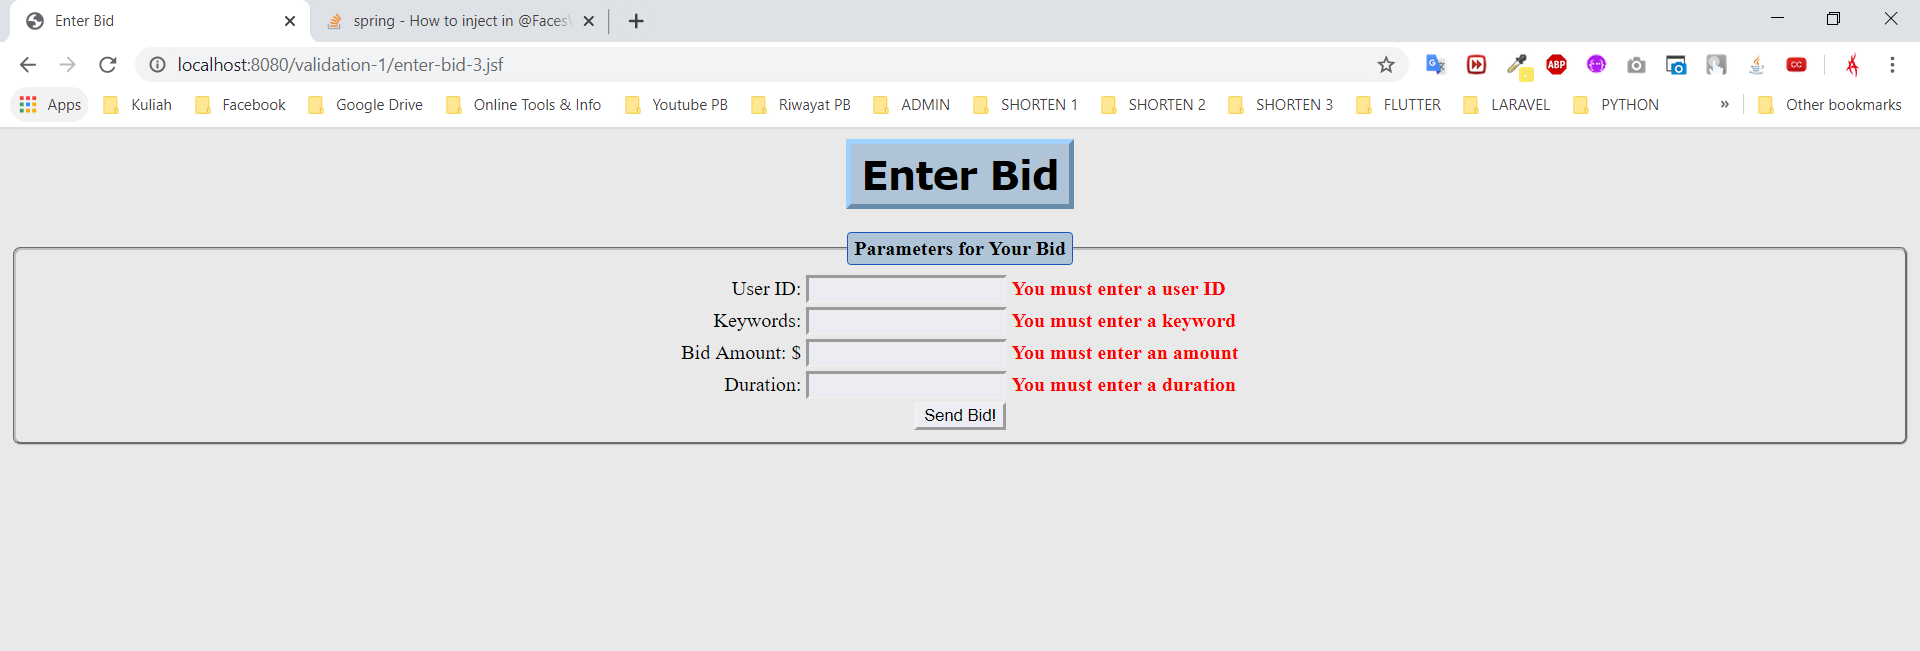 Enter Bid
spring - How to inject in @Faces
localhost:8080/validation-1/enter-bid-3.jsf
ABP
CC
Apps Kuliah Facebook Google Drive Online Tools & Info Youtube PB Riwayat PB ADMIN SHORTEN 1 SHORTEN 2 SHORTEN 3 FLUTTER LARAVEL PYTHON » Other bookmarks
Enter Bid
Parameters for Your Bid
User ID: You must enter a user ID
Keywords: You must enter a keyword
Bid Amount: $ You must enter an amount
Duration: You must enter a duration
Send Bid!